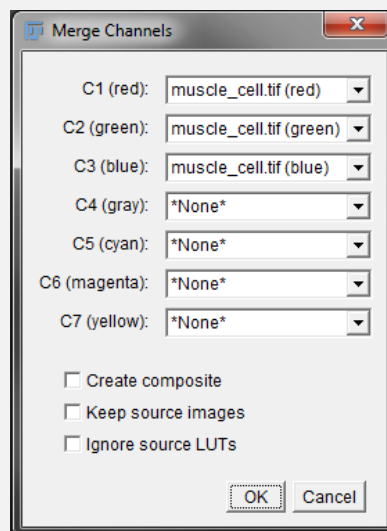 Merge Channels
C1 (red): muscle_cell.tif (red)
C2 (green): muscle_cell.tif (green)
C3 (blue): muscle_cell.tif (blue)
C4 (gray): *None*
C5 (cyan): *None*
C6 (magenta): *None*
C7 (yellow): *None*
Create composite
Keep source images
Ignore source LUTs
OK Cancel